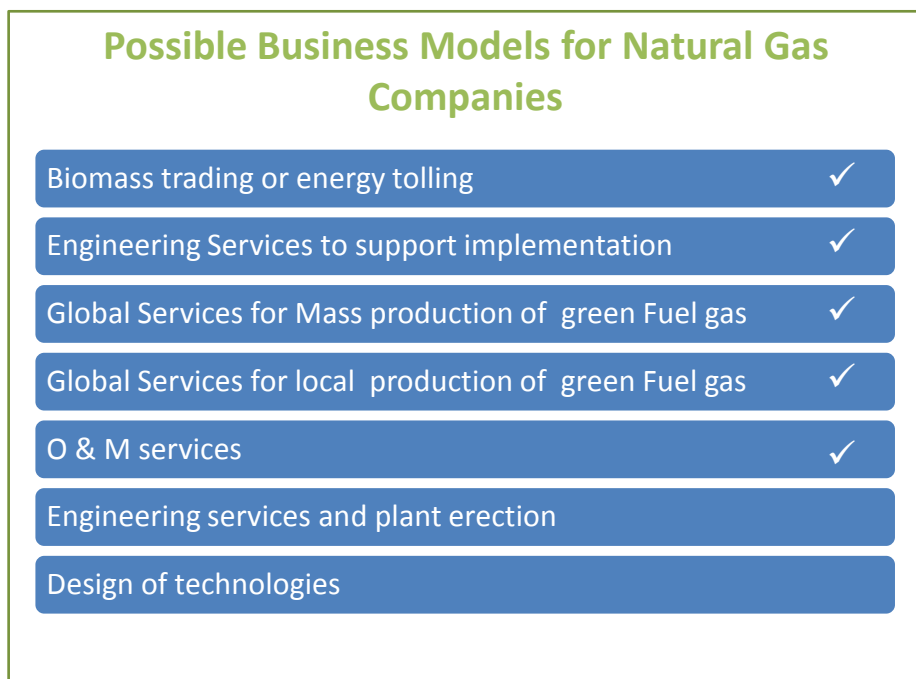 Possible Business Models for Natural Gas
Companies
Biomass trading or energy tolling ✓
Engineering Services to support implementation ✓
Global Services for Mass production of green Fuel gas ✓
Global Services for local production of green Fuel gas ✓
O & M services ✓
Engineering services and plant erection
Design of technologies